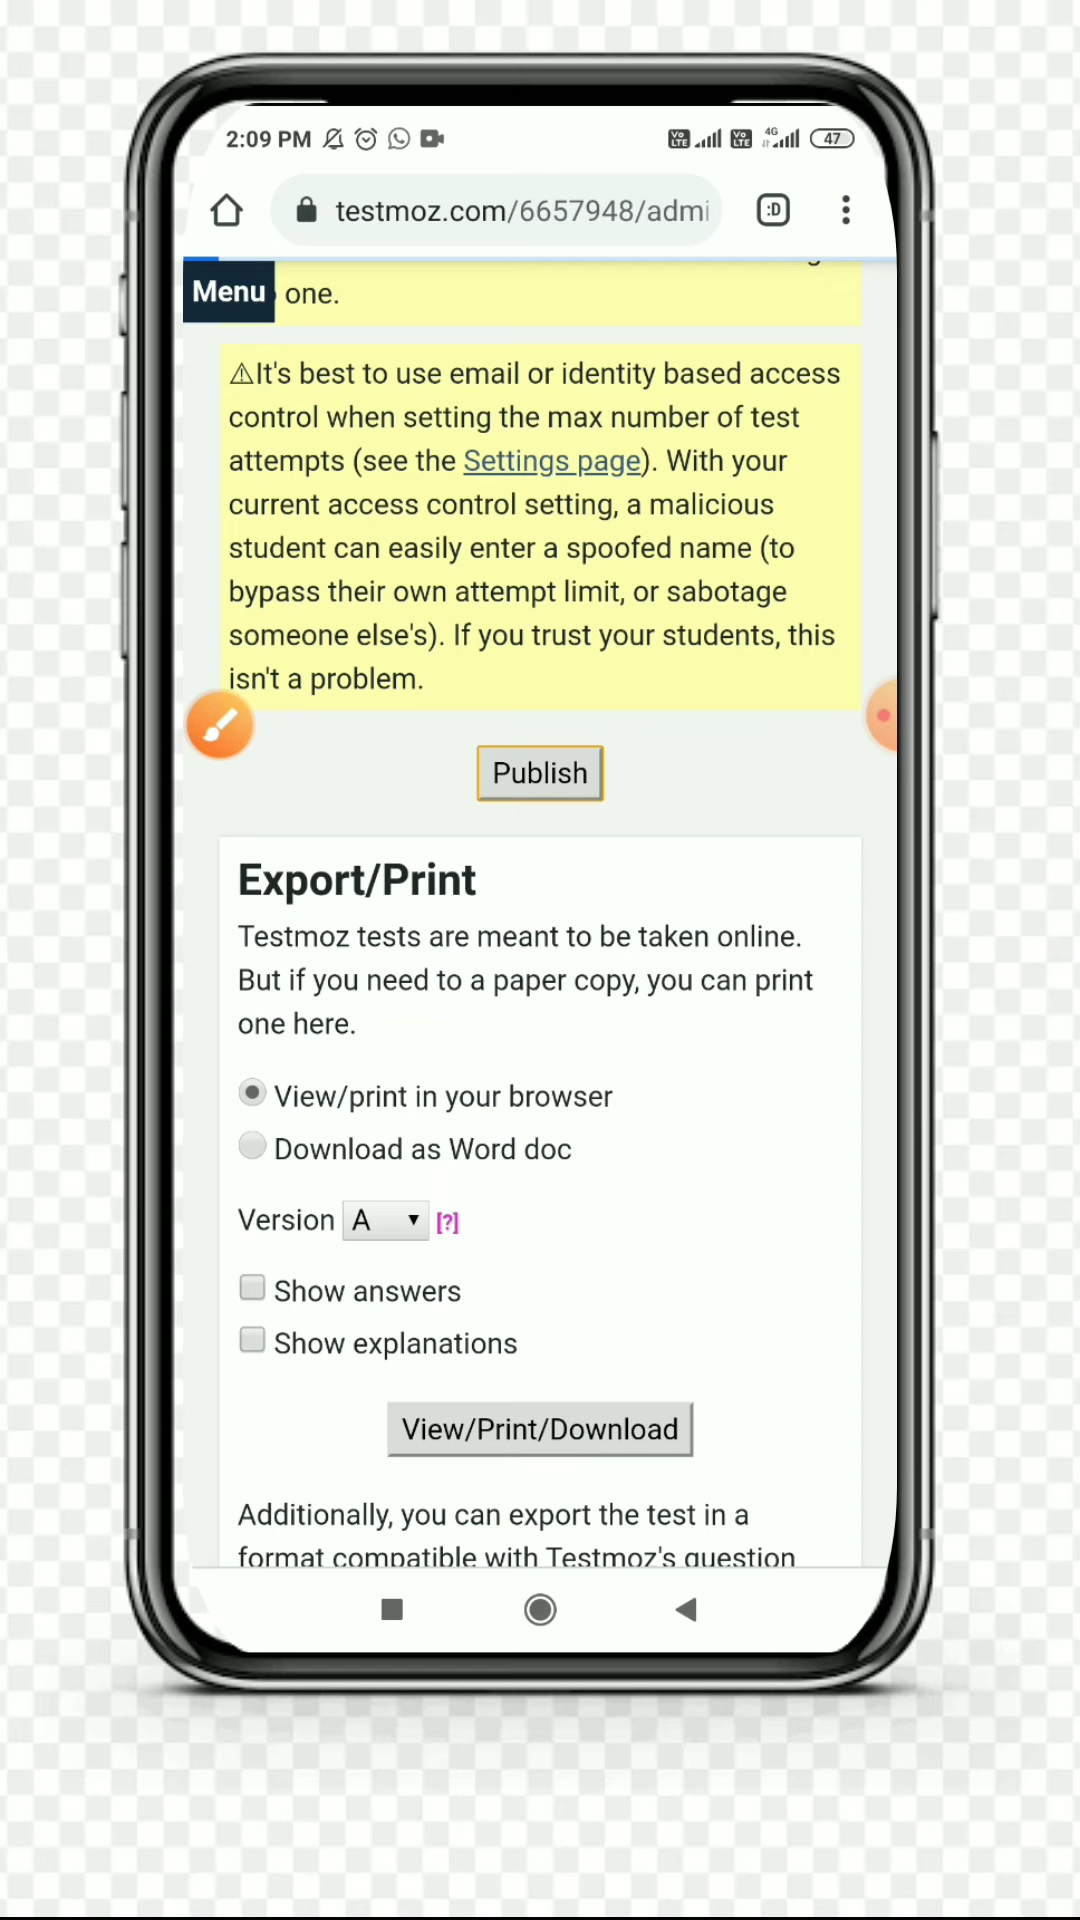 2:09 PM
Vo LTE Vo LTE 4G 47
testmoz.com/6657948/admi
:D
Menu
one.
⚠It's best to use email or identity based access
control when setting the max number of test
attempts (see the Settings page). With your
current access control setting, a malicious
student can easily enter a spoofed name (to
bypass their own attempt limit, or sabotage
someone else's). If you trust your students, this
isn't a problem.
Publish
Export/Print
Testmoz tests are meant to be taken online.
But if you need to a paper copy, you can print
one here.
View/print in your browser
Download as Word doc
Version A [?]
Show answers
Show explanations
View/Print/Download
Additionally, you can export the test in a
format compatible with Testmoz's question